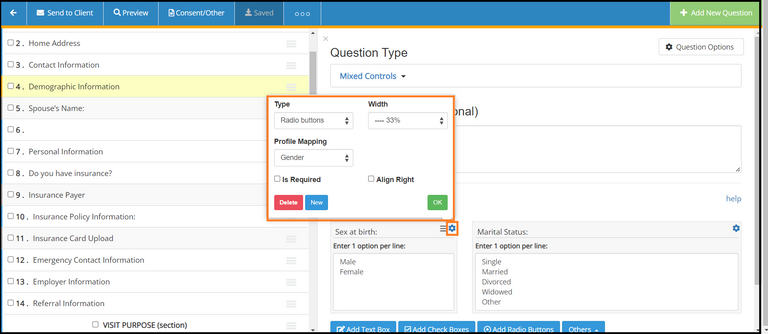 Send to Client
Preview
Consent/Other
Saved
Add New Question
2 . Home Address
3 . Contact Information
4 . Demographic Information
5 . Spouse's Name:
6 .
7 . Personal Information
8 . Do you have insurance?
9 . Insurance Payer
10 . Insurance Policy Information:
11 . Insurance Card Upload
12 . Emergency Contact Information
13 . Employer Information
14 . Referral Information
VISIT PURPOSE (section)
Question Type
Question Options
Mixed Controls
onal)
Type
Width
Radio buttons
---- 33%
Profile Mapping
Gender
Is Required
Align Right
Delete
New
OK
help
Sex at birth:
Enter 1 option per line:
Male
Female
Marital Status:
Enter 1 option per line:
Single
Married
Divorced
Widowed
Other
Add Text Box
Add Check Boxes
Add Radio Buttons
Others